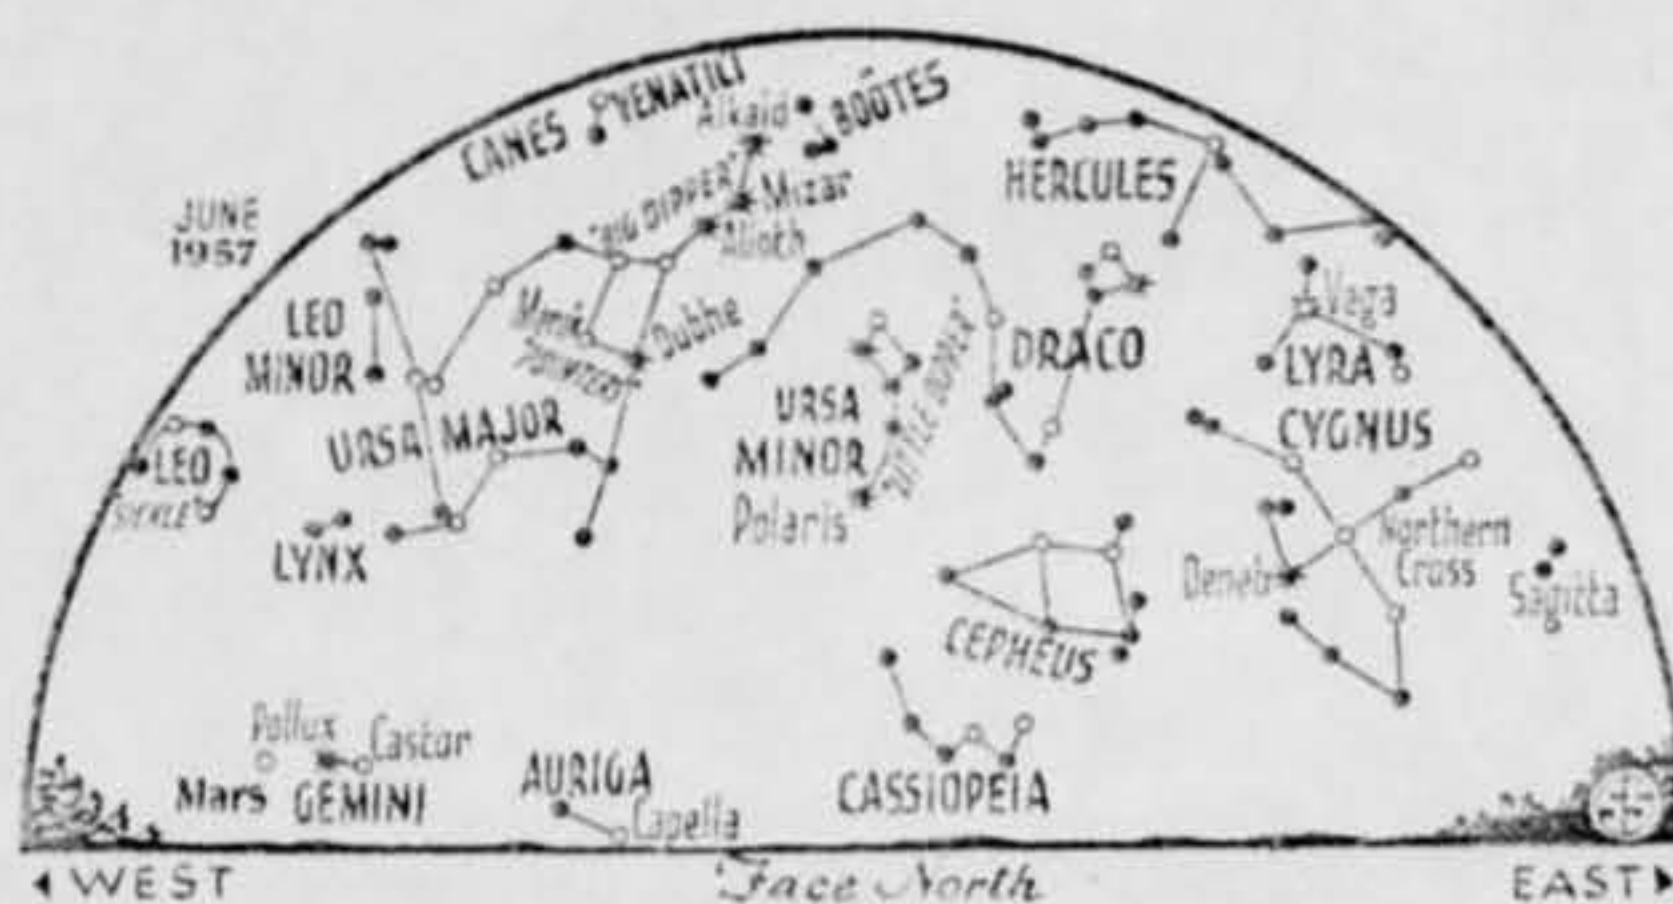 CANES VENATICI
Alkaid
BOÖTES
HERCULES
JUNE
1957
"BIG DIPPER"
Mizar
Alioth
Vega
LEO
MINOR
Merak
Dubhe
"POINTERS"
DRACO
LYRA
URSA
MINOR
"LITTLE DIPPER"
CYGNUS
URSA MAJOR
LEO
"SICKLE"
Polaris
LYNX
Northern
Cross
Deneb
Sagitta
CEPHEUS
Pollux
Castor
Mars
GEMINI
AURIGA
Capella
CASSIOPEIA
WEST
Face North
EAST